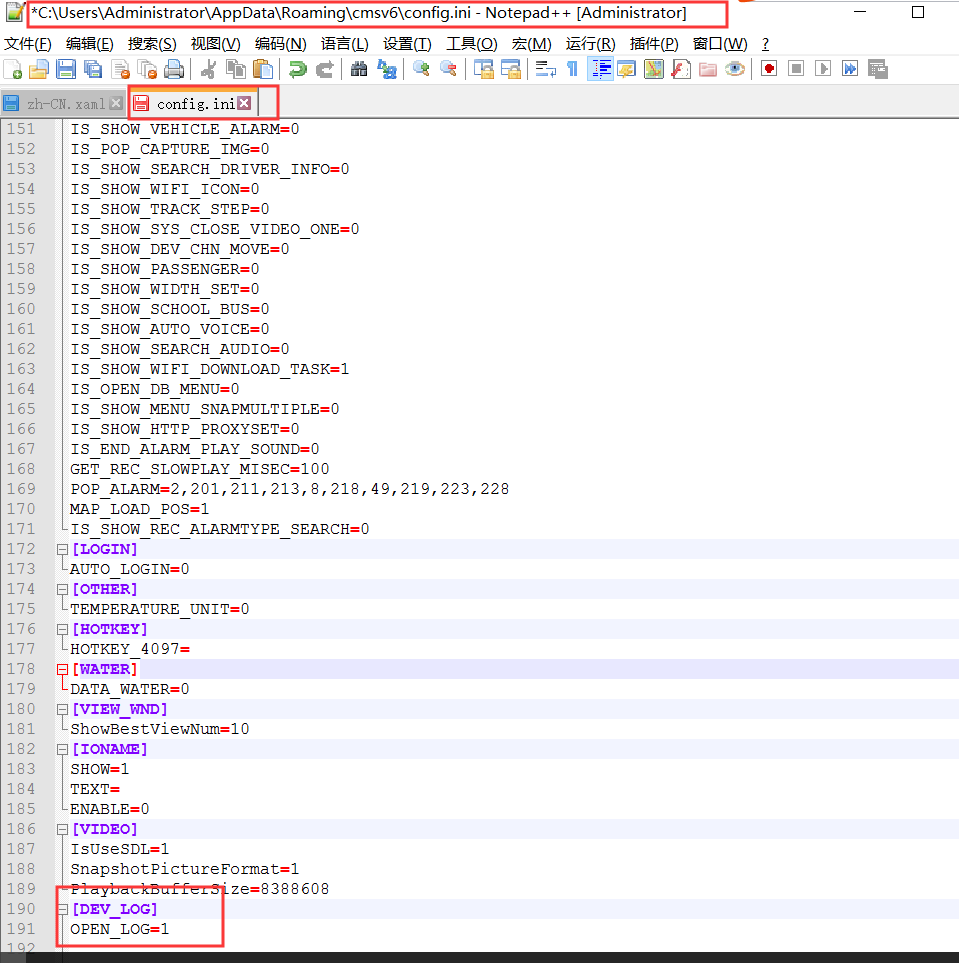 *C:\Users\Administrator\AppData\Roaming\cmsv6\config.ini - Notepad++ [Administrator]
文件(F) 编辑(E) 搜索(S) 视图(V) 编码(N) 语言(L) 设置(T) 工具(O) 宏(M) 运行(R) 插件(P) 窗口(W) ?
zh-CN.xaml config.ini
151 IS_SHOW_VEHICLE_ALARM=0
152 IS_POP_CAPTURE_IMG=0
153 IS_SHOW_SEARCH_DRIVER_INFO=0
154 IS_SHOW_WIFI_ICON=0
155 IS_SHOW_TRACK_STEP=0
156 IS_SHOW_SYS_CLOSE_VIDEO_ONE=0
157 IS_SHOW_DEV_CHN_MOVE=0
158 IS_SHOW_PASSENGER=0
159 IS_SHOW_WIDTH_SET=0
160 IS_SHOW_SCHOOL_BUS=0
161 IS_SHOW_AUTO_VOICE=0
162 IS_SHOW_SEARCH_AUDIO=0
163 IS_SHOW_WIFI_DOWNLOAD_TASK=1
164 IS_OPEN_DB_MENU=0
165 IS_SHOW_MENU_SNAPMULTIPLE=0
166 IS_SHOW_HTTP_PROXYSET=0
167 IS_END_ALARM_PLAY_SOUND=0
168 GET_REC_SLOWPLAY_MISEC=100
169 POP_ALARM=2,201,211,213,8,218,49,219,223,228
170 MAP_LOAD_POS=1
171 IS_SHOW_REC_ALARMTYPE_SEARCH=0
172 [LOGIN]
173 AUTO_LOGIN=0
174 [OTHER]
175 TEMPERATURE_UNIT=0
176 [HOTKEY]
177 HOTKEY_4097=
178 [WATER]
179 DATA_WATER=0
180 [VIEW_WND]
181 ShowBestViewNum=10
182 [IONAME]
183 SHOW=1
184 TEXT=
185 ENABLE=0
186 [VIDEO]
187 IsUseSDL=1
188 SnapshotPictureFormat=1
189 PlaybackBufferSize=8388608
190 [DEV_LOG]
191 OPEN_LOG=1
192